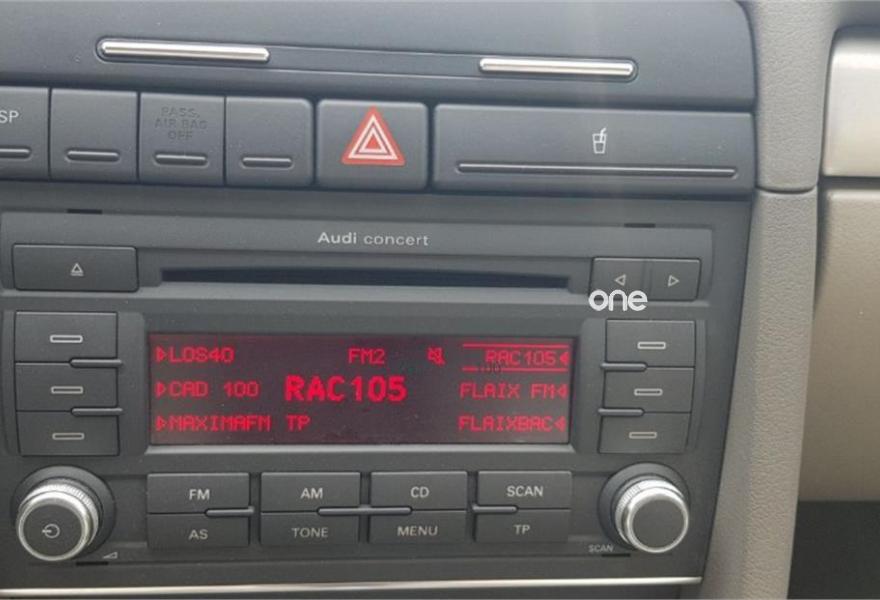 SP
PASS.
AIR BAG
OFF
Audi concert
one
LOS40 FM2 RAC105
CAD 100 RAC105 FLAIX FM
MAXIMAFM TP FLAIXBAC
FM AM CD SCAN
AS TONE MENU TP
SCAN